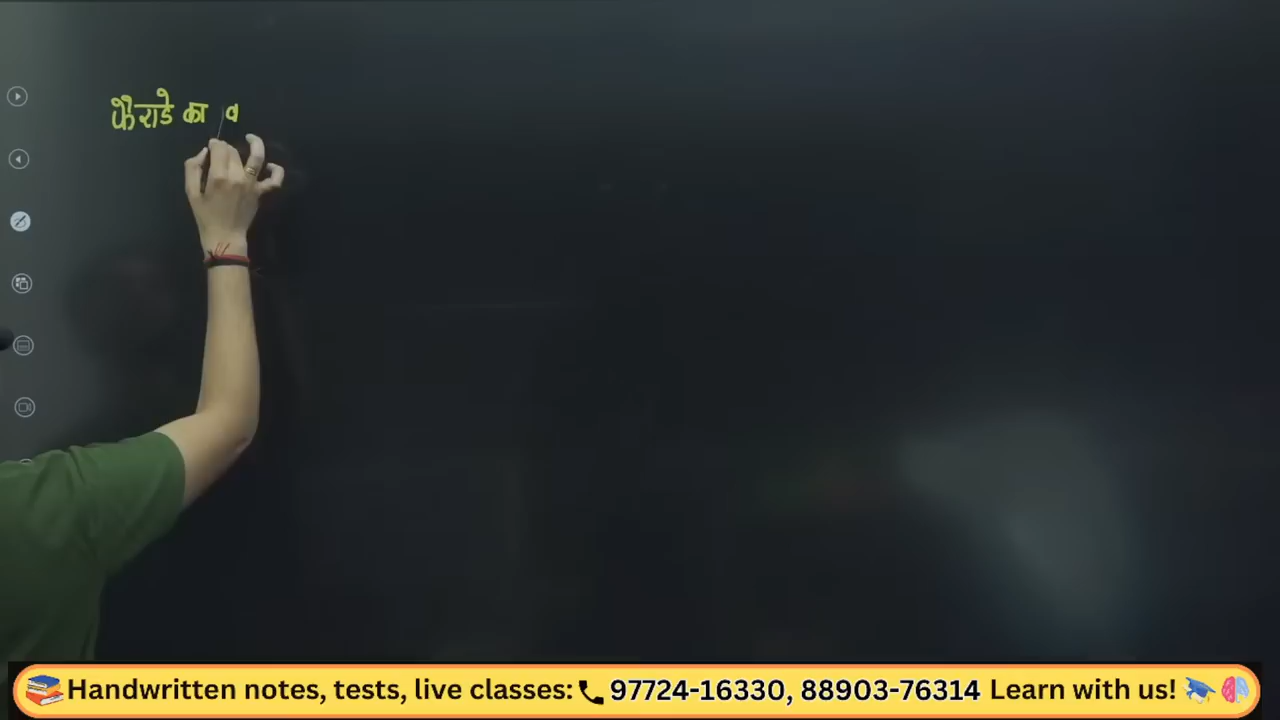 फैराडे का
Handwritten notes, tests, live classes: 97724-16330, 88903-76314 Learn with us!